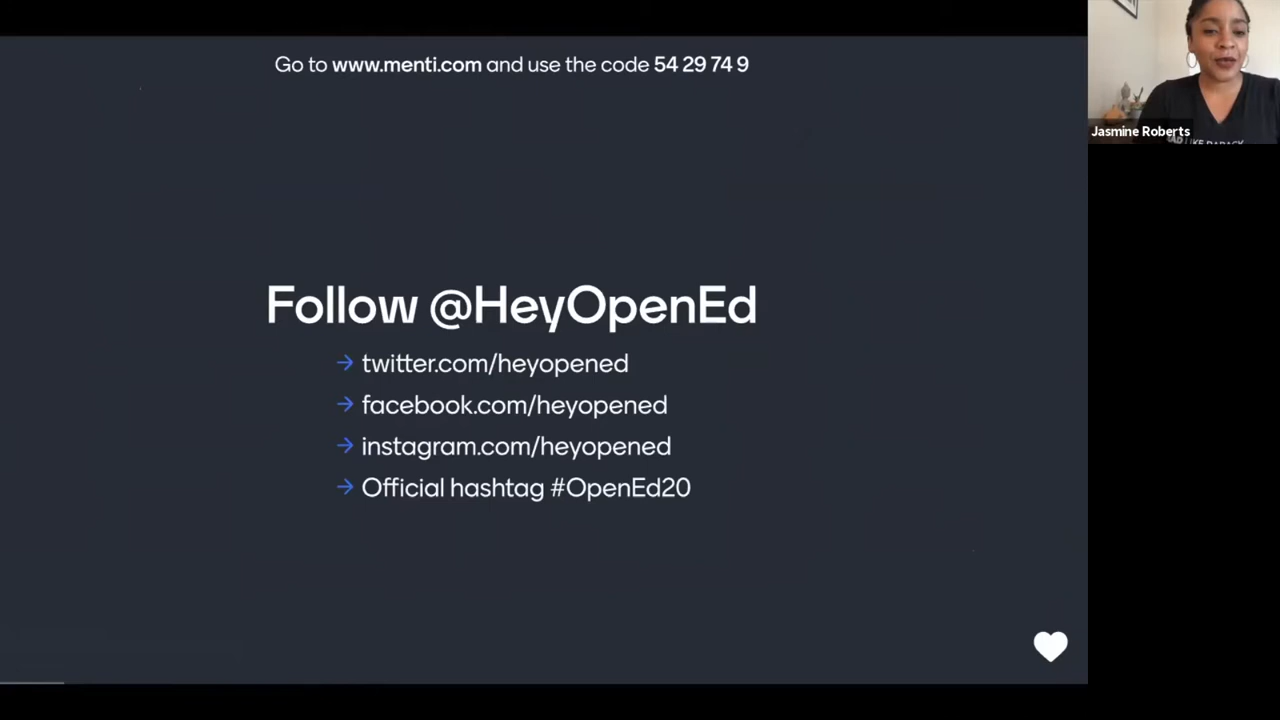 Go to www.menti.com and use the code 54 29 74 9
Jasmine Roberts
Follow @HeyOpenEd
→ twitter.com/heyopened
→ facebook.com/heyopened
→ instagram.com/heyopened
→ Official hashtag #OpenEd20